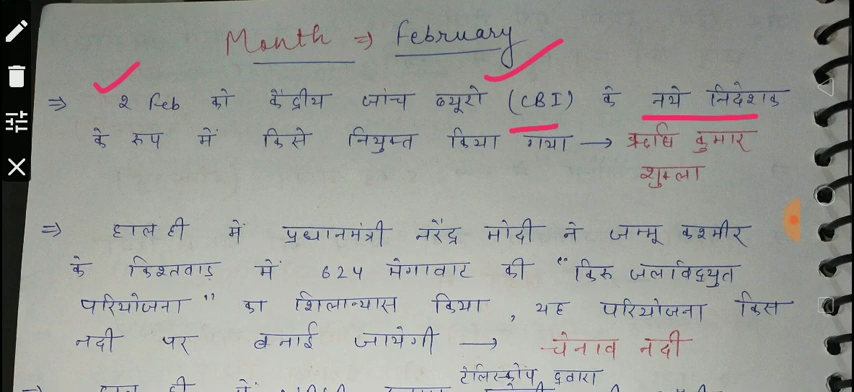 Month ⇒ February
⇒ 2 Feb को केंद्रीय जांच ब्यूरो (CBI) के नये निदेशक
के रूप में किसे नियुक्त किया गया → ऋषि कुमार
शुक्ला
⇒ हाल ही में प्रधानमंत्री नरेंद्र मोदी ने जम्मू कश्मीर
के किश्तवाड़ में 624 मेगावाट की "किरू जलविद्युत
परियोजना" का शिलान्यास किया, यह परियोजना किस
नदी पर बनाई जायेगी → चेनाब नदी
टेलिस्कोप द्वारा
⇒ हाल ही में